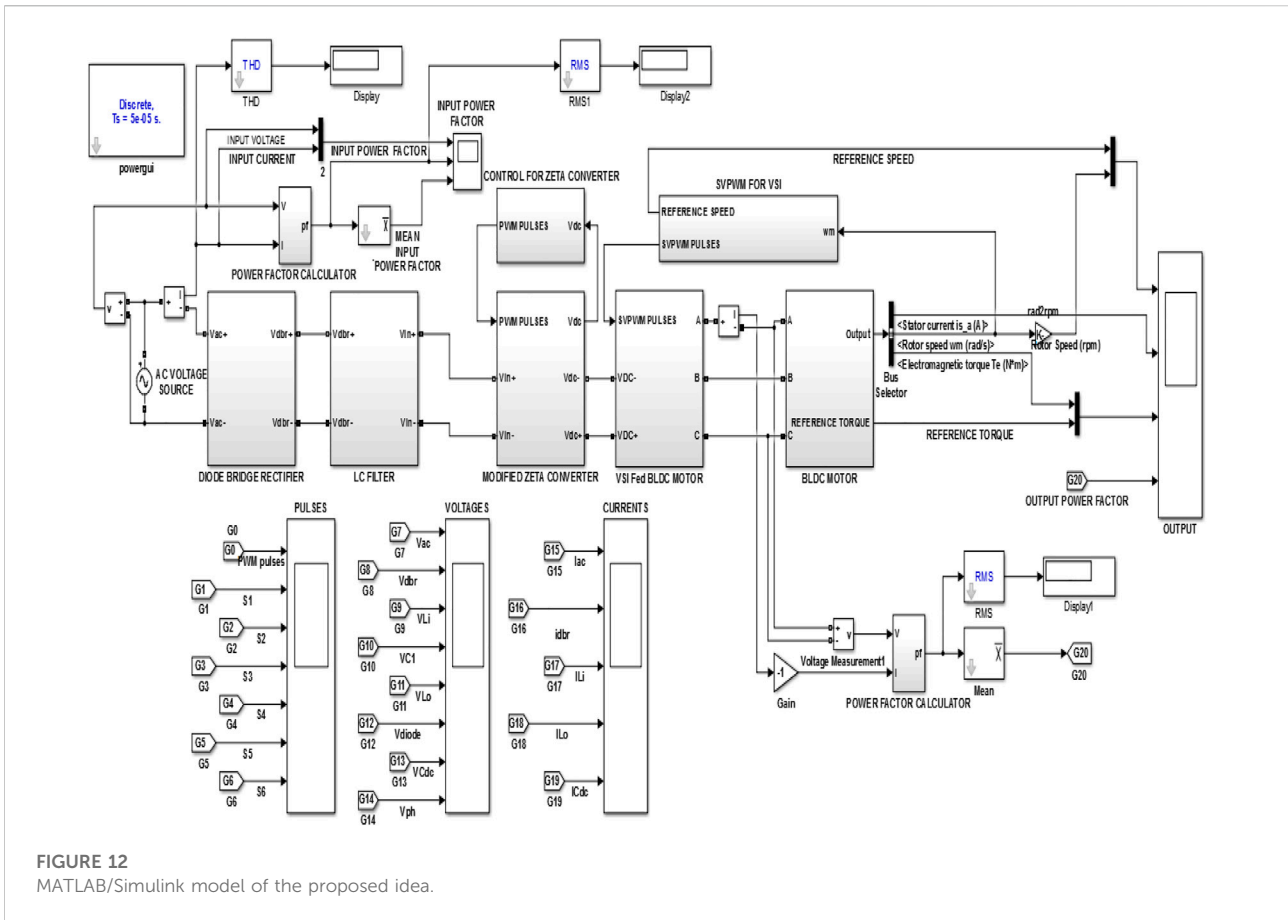 THD
THD
Display
RMS
RMS1
Display2
Discrete,
Ts = 5e-05 s.
powergui
INPUT VOLTAGE
INPUT CURRENT
2
INPUT POWER FACTOR
INPUT POWER
FACTOR
V
I
pf
POWER FACTOR CALCULATOR
X
MEAN
INPUT
POWER FACTOR
CONTROL FOR ZETA CONVERTER
PWM PULSES
Vdc
SVPWM FOR VSI
REFERENCE SPEED
SVPWM PULSES
wm
REFERENCE SPEED
v
+
-
I
+
-
AC VOLTAGE
SOURCE
+
Vac+
Vac-
Vdbr+
Vdbr-
DIODE BRIDGE RECTIFIER
Vdbr+
Vdbr-
VIn+
VIn-
LC FILTER
PWM PULSES
Vdc
VIn+
VIn-
Vdc-
Vdc+
MODIFIED ZETA CONVERTER
SVPWM PULSES
VDC-
VDC+
A
B
C
VSI Fed BLDC MOTOR
I
+
-
A
B
C
Output
REFERENCE TORQUE
BLDC MOTOR
<Stator current is_a (A)>
<Rotor speed wm (rad/s)>
<Electromagnetic torque Te (N*m)>
Bus
Selector
rad2rpm
K-
Rotor Speed (rpm)
REFERENCE TORQUE
G20
OUTPUT POWER FACTOR
OUTPUT
PULSES
G0
G0
PWM pulses
G1
G1
S1
G2
G2
S2
G3
G3
S3
G4
G4
S4
G5
G5
S5
G6
G6
S6
VOLTAGES
G7
G7
Vac
G8
G8
Vdbr
G9
G9
VLi
G10
G10
VC1
G11
G11
VLo
G12
G12
Vdiode
G13
G13
VCdc
G14
G14
Vph
CURRENTS
G15
G15
Iac
G16
G16
idbr
G17
G17
ILi
G18
G18
ILo
G19
G19
ICdc
-1
Gain
+
-
v
Voltage Measurement1
V
I
pf
POWER FACTOR CALCULATOR
RMS
RMS
Display1
X
Mean
G20
G20
FIGURE 12
MATLAB/Simulink model of the proposed idea.